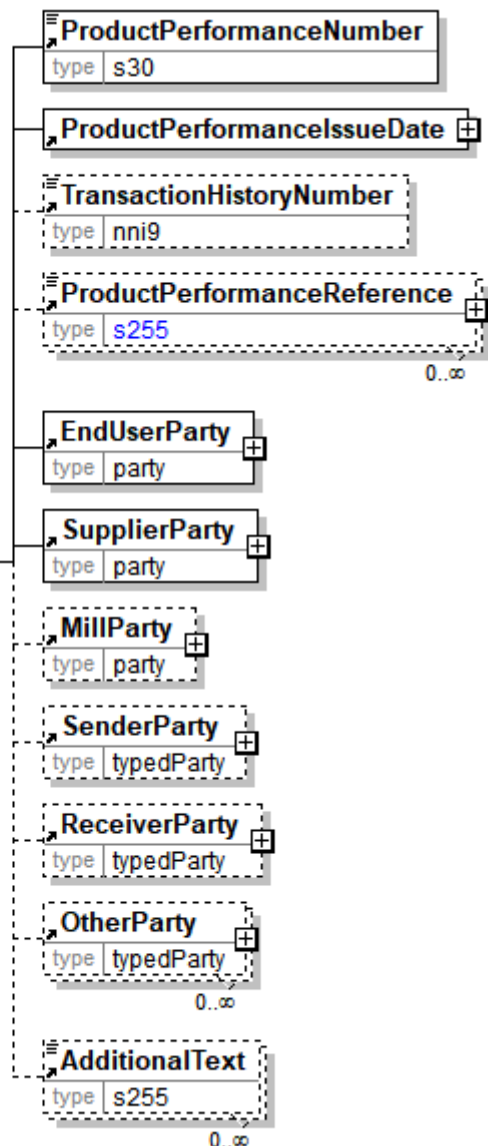 ProductPerformanceNumber
type s30
ProductPerformanceIssueDate
TransactionHistoryNumber
type nni9
ProductPerformanceReference
type s255
0..∞
EndUserParty
type party
SupplierParty
type party
MillParty
type party
SenderParty
type typedParty
ReceiverParty
type typedParty
OtherParty
type typedParty
0..∞
AdditionalText
type s255
0..∞